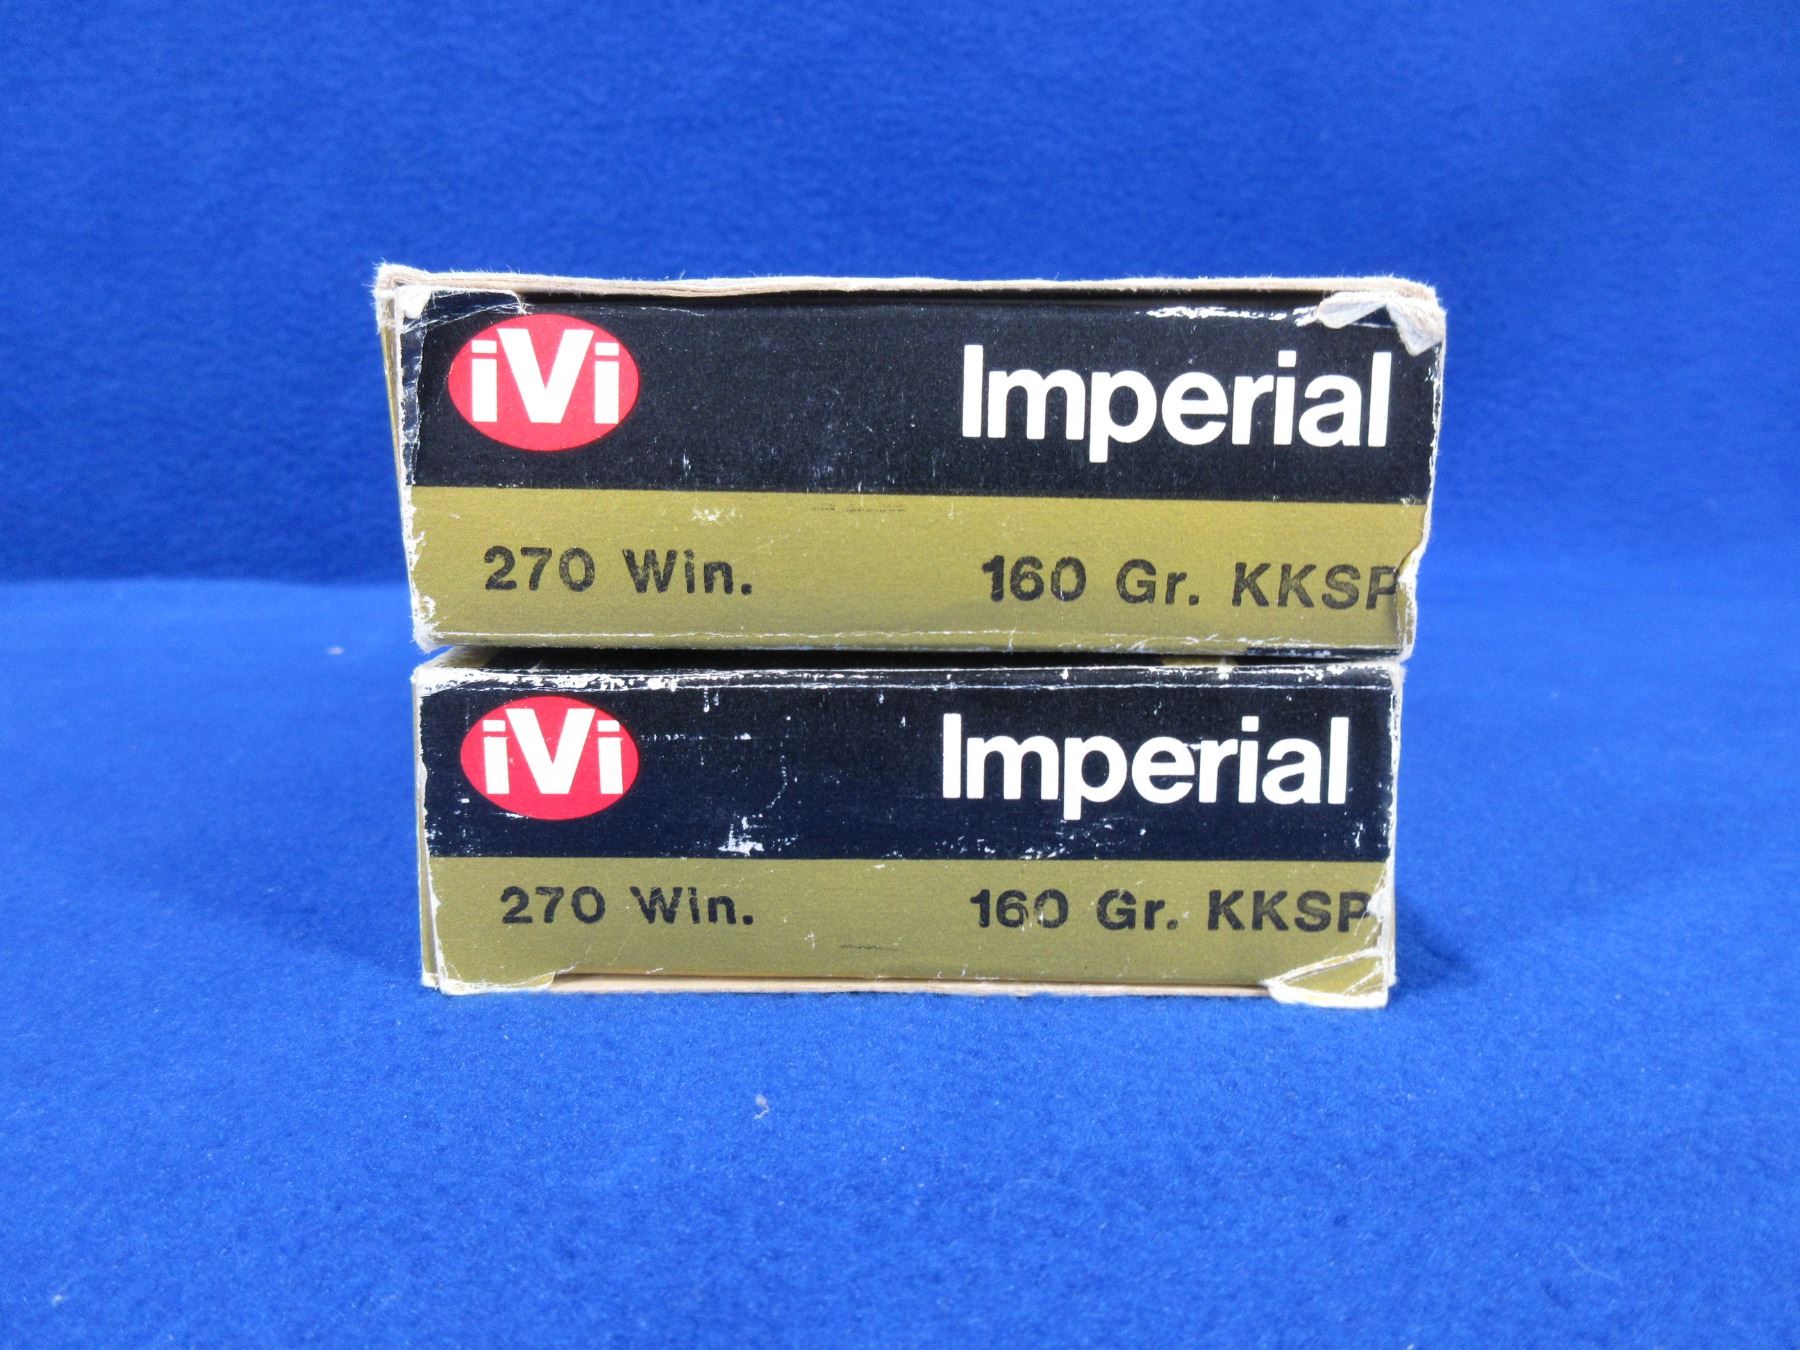 iVi Imperial
270 Win. 160 Gr. KKSP
iVi Imperial
270 Win. 160 Gr. KKSP